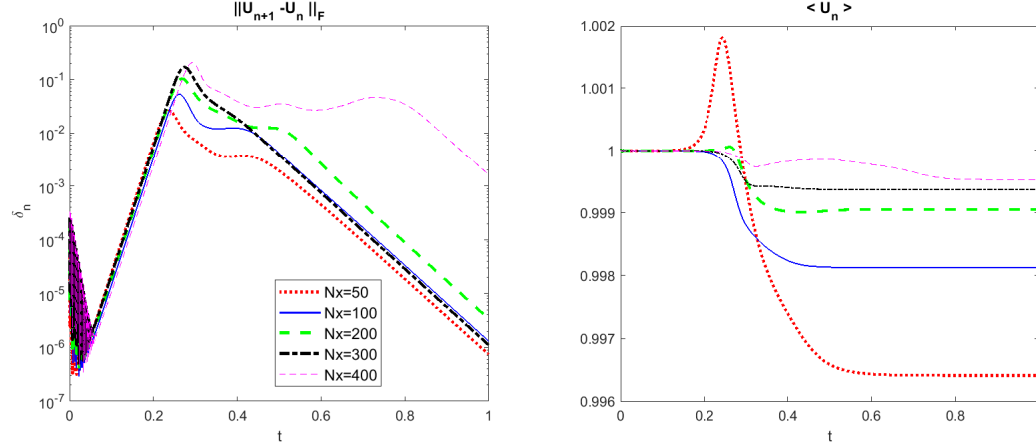 ||U_{n+1} -U_n ||_F
10^0
10^{-1}
10^{-2}
10^{-3}
10^{-4}
10^{-5}
10^{-6}
10^{-7}
δ_n
0
0.2
0.4
0.6
0.8
1
t
Nx=50
Nx=100
Nx=200
Nx=300
Nx=400
< U_n >
1.002
1.001
1
0.999
0.998
0.997
0.996
0
0.2
0.4
0.6
0.8
t